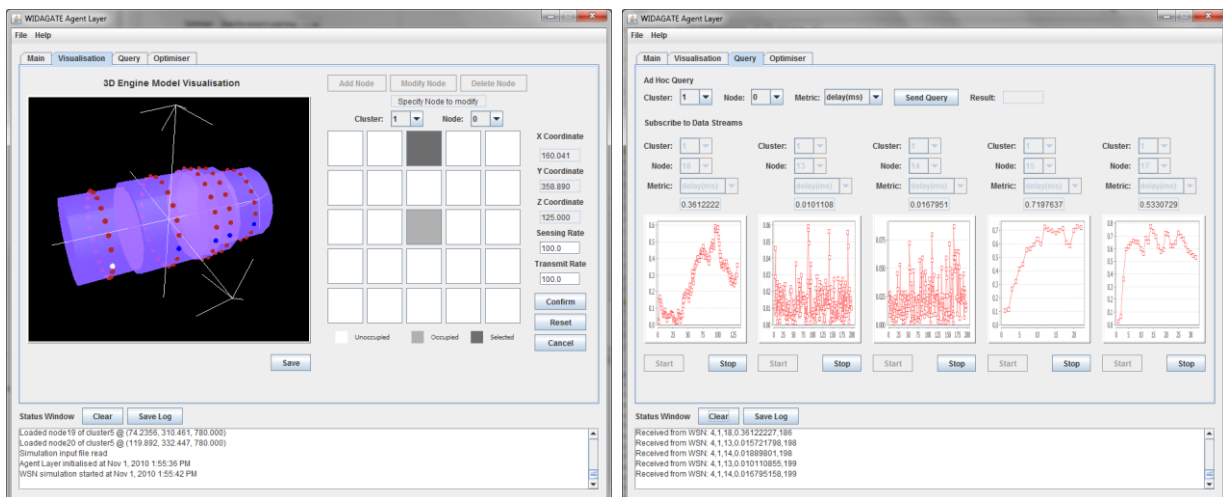 WIDAGATE Agent Layer
File Help
Main Visualisation Query Optimiser
3D Engine Model Visualisation
Add Node Modify Node Delete Node
Specify Node to modify
Cluster: 1 Node: 0
X Coordinate
160.041
Y Coordinate
358.890
Z Coordinate
125.000
Sensing Rate
100.0
Transmit Rate
100.0
Confirm
Reset
Cancel
Unoccupied Occupied Selected
Save
Status Window Clear Save Log
Loaded node19 of cluster5 @ (74.2356, 310.461, 780.000)
Loaded node20 of cluster5 @ (119.892, 332.447, 780.000)
Simulation input file read
Agent Layer initialised at Nov 1, 2010 1:55:36 PM
WSN simulation started at Nov 1, 2010 1:55:42 PM
WIDAGATE Agent Layer
File Help
Main Visualisation Query Optimiser
Ad Hoc Query
Cluster: 1 Node: 0 Metric: delay(ms) Send Query Result:
Subscribe to Data Streams
Cluster: 1 Cluster: 1 Cluster: 1 Cluster: 1 Cluster: 1
Node: 18 Node: 13 Node: 14 Node: 15 Node: 17
Metric: delay(ms) Metric: delay(ms) Metric: delay(ms) Metric: delay(ms) Metric: delay(ms)
0.3612222 0.0101108 0.0167951 0.7197637 0.5330729
Start Stop Start Stop Start Stop Start Stop Start Stop
Status Window Clear Save Log
Received from WSN: 4,1,18,0.36122227,186
Received from WSN: 4,1,13,0.015721798,198
Received from WSN: 4,1,14,0.01889801,198
Received from WSN: 4,1,13,0.010110855,199
Received from WSN: 4,1,14,0.016795158,199